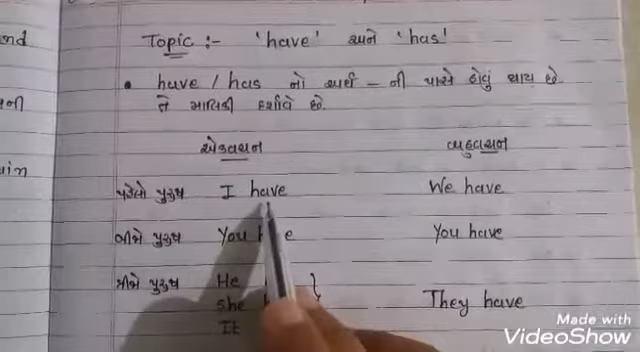 Topic :- 'have' અને 'has'
• have / has નો અર્થ - ની પાસે હોવું થાય છે
તે માલિકી દર્શાવે છે.
એકવચન બહુવચન
પહેલો પુરુષ I have We have
બીજો પુરુષ You e You have
ત્રીજો પુરુષ He }
she They have
It
Made with
VideoShow